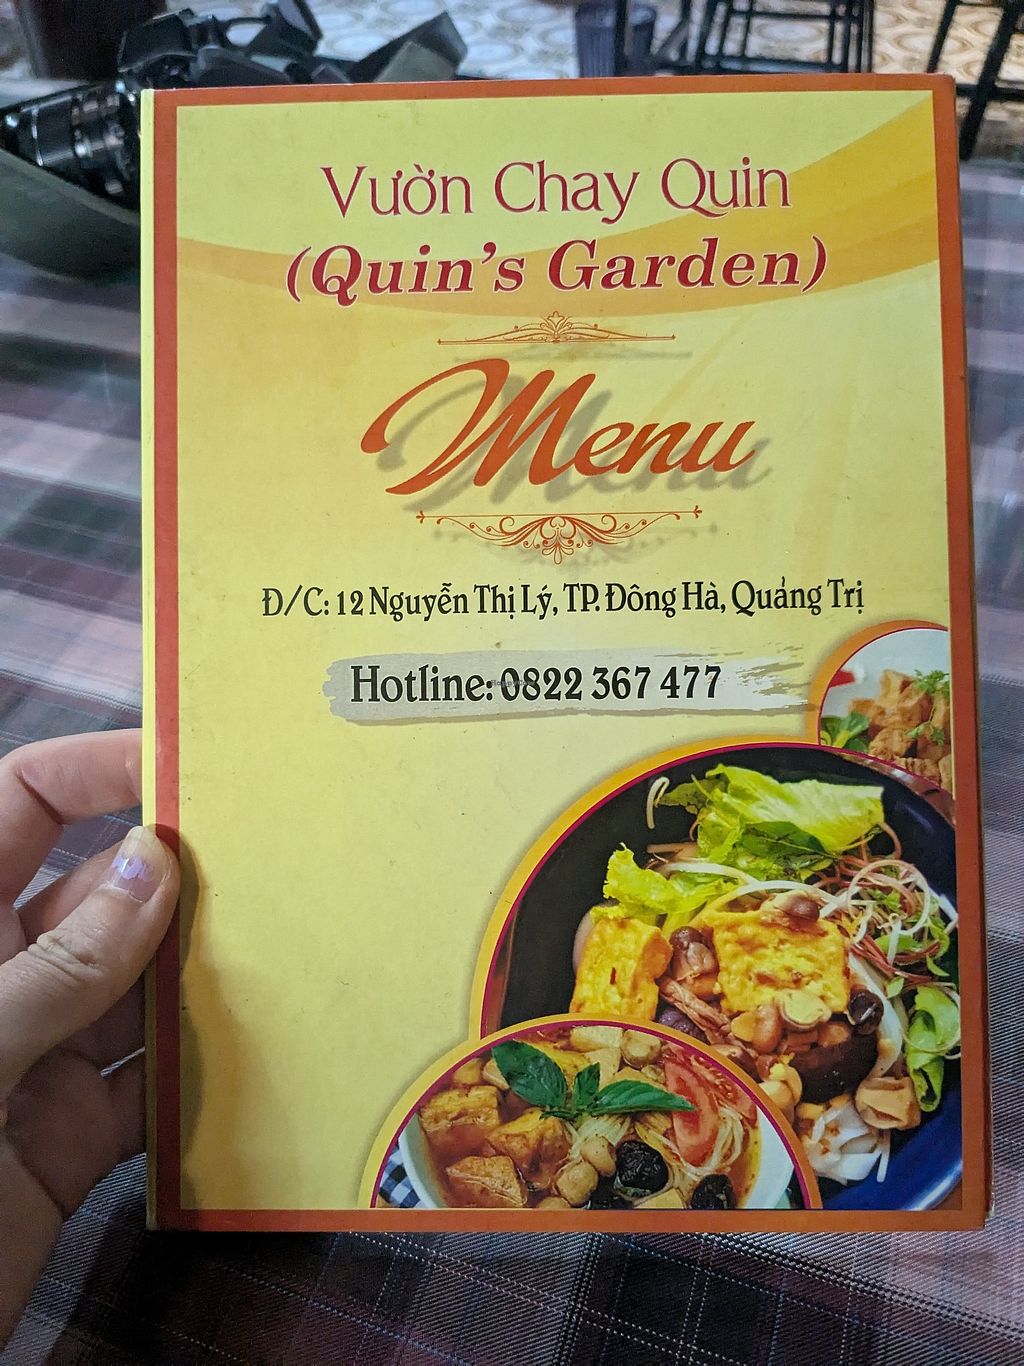 Vườn Chay Quin
(Quin's Garden)
Menu
Đ/C: 12 Nguyễn Thị Lý, TP. Đông Hà, Quảng Trị
Hotline: 0822 367 477